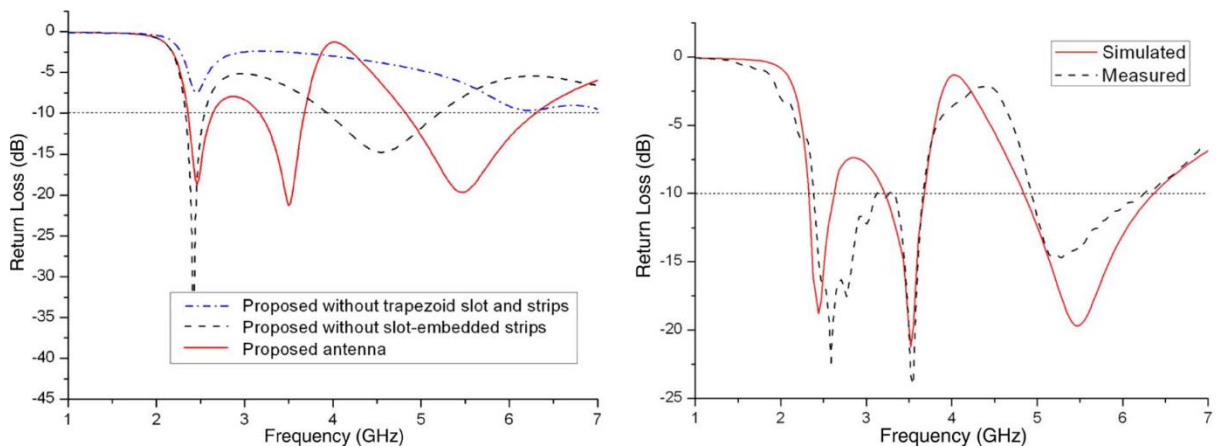 0
-5
-10
-15
-20
-25
-30
-35
-40
-45
Return Loss (dB)
Proposed without trapezoid slot and strips
Proposed without slot-embedded strips
Proposed antenna
1 2 3 4 5 6 7
Frequency (GHz)
0
-5
-10
-15
-20
-25
Return Loss (dB)
Simulated
Measured
1 2 3 4 5 6 7
Frequency (GHz)